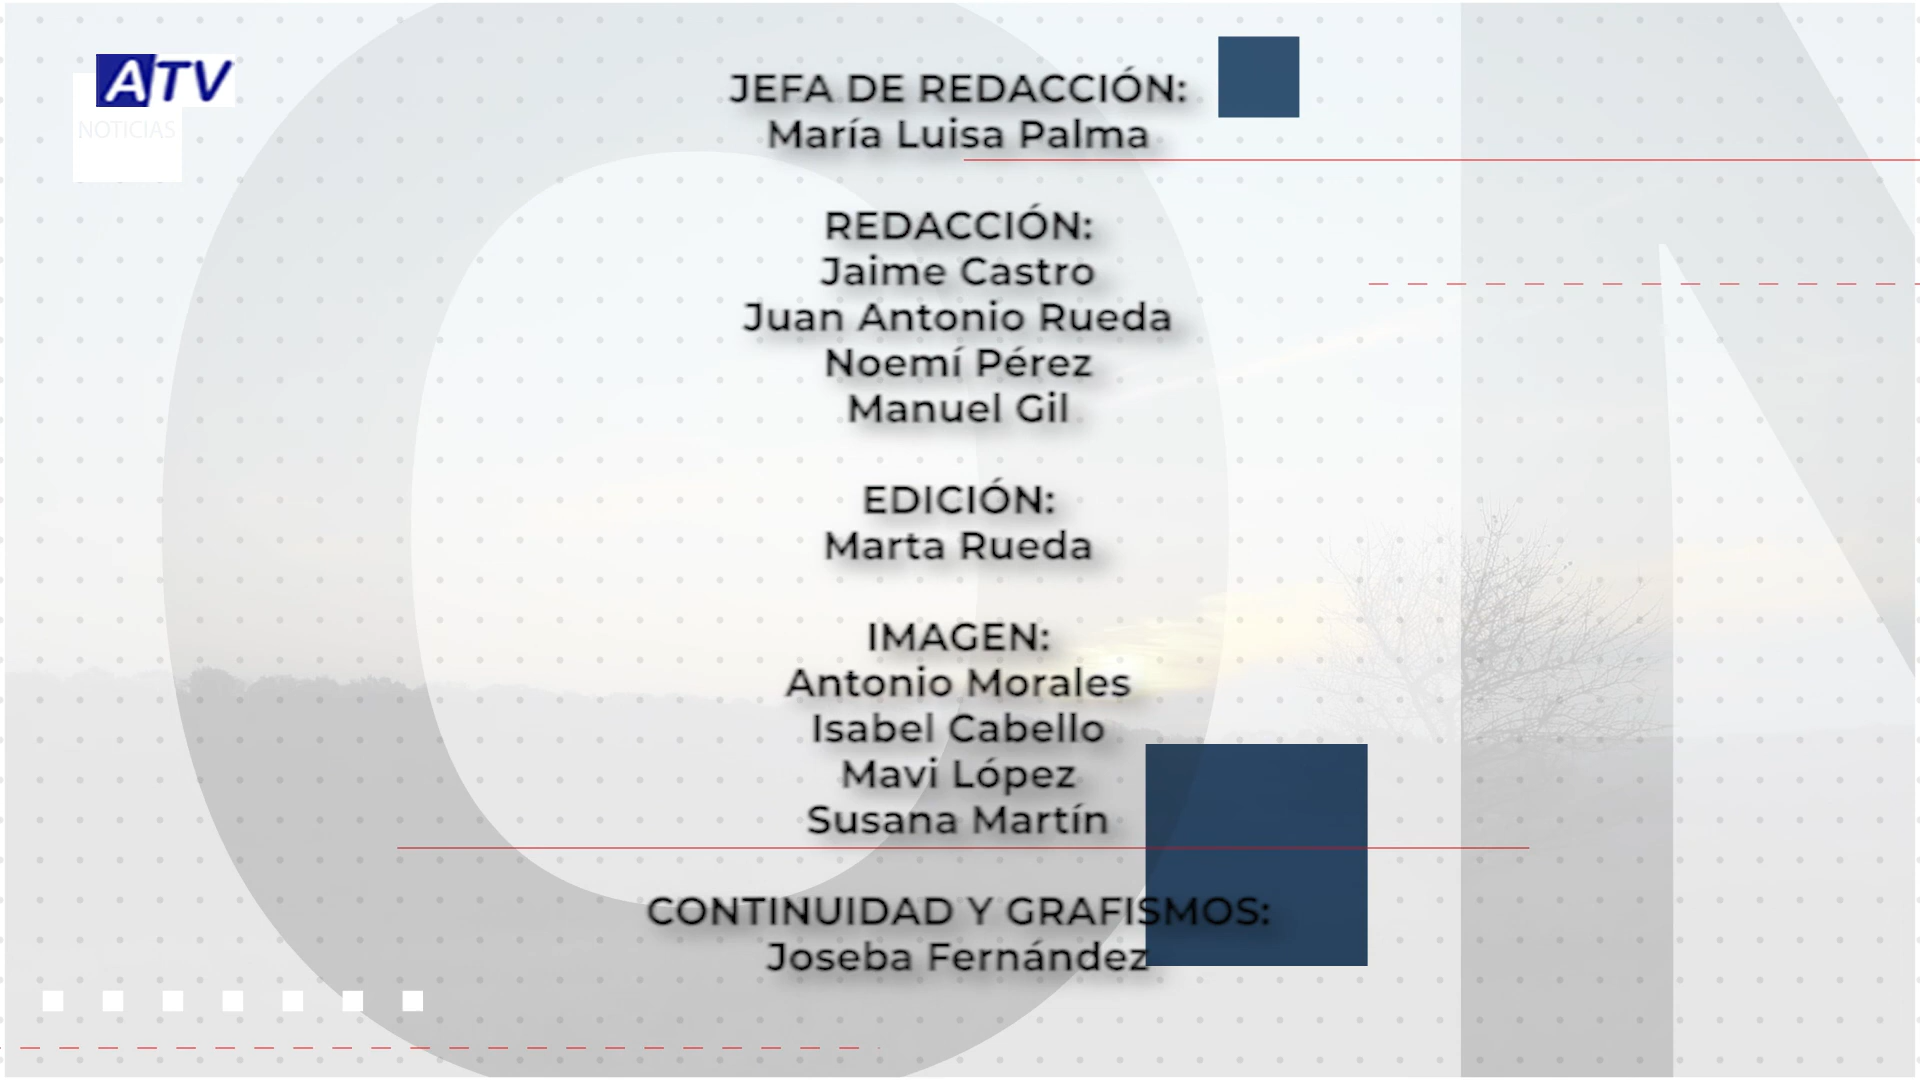 ATV
NOTICIAS
JEFA DE REDACCIÓN:
María Luisa Palma
REDACCIÓN:
Jaime Castro
Juan Antonio Rueda
Noemí Pérez
Manuel Gil
EDICIÓN:
Marta Rueda
IMAGEN:
Antonio Morales
Isabel Cabello
Mavi López
Susana Martín
CONTINUIDAD Y GRAFISMOS:
Joseba Fernández